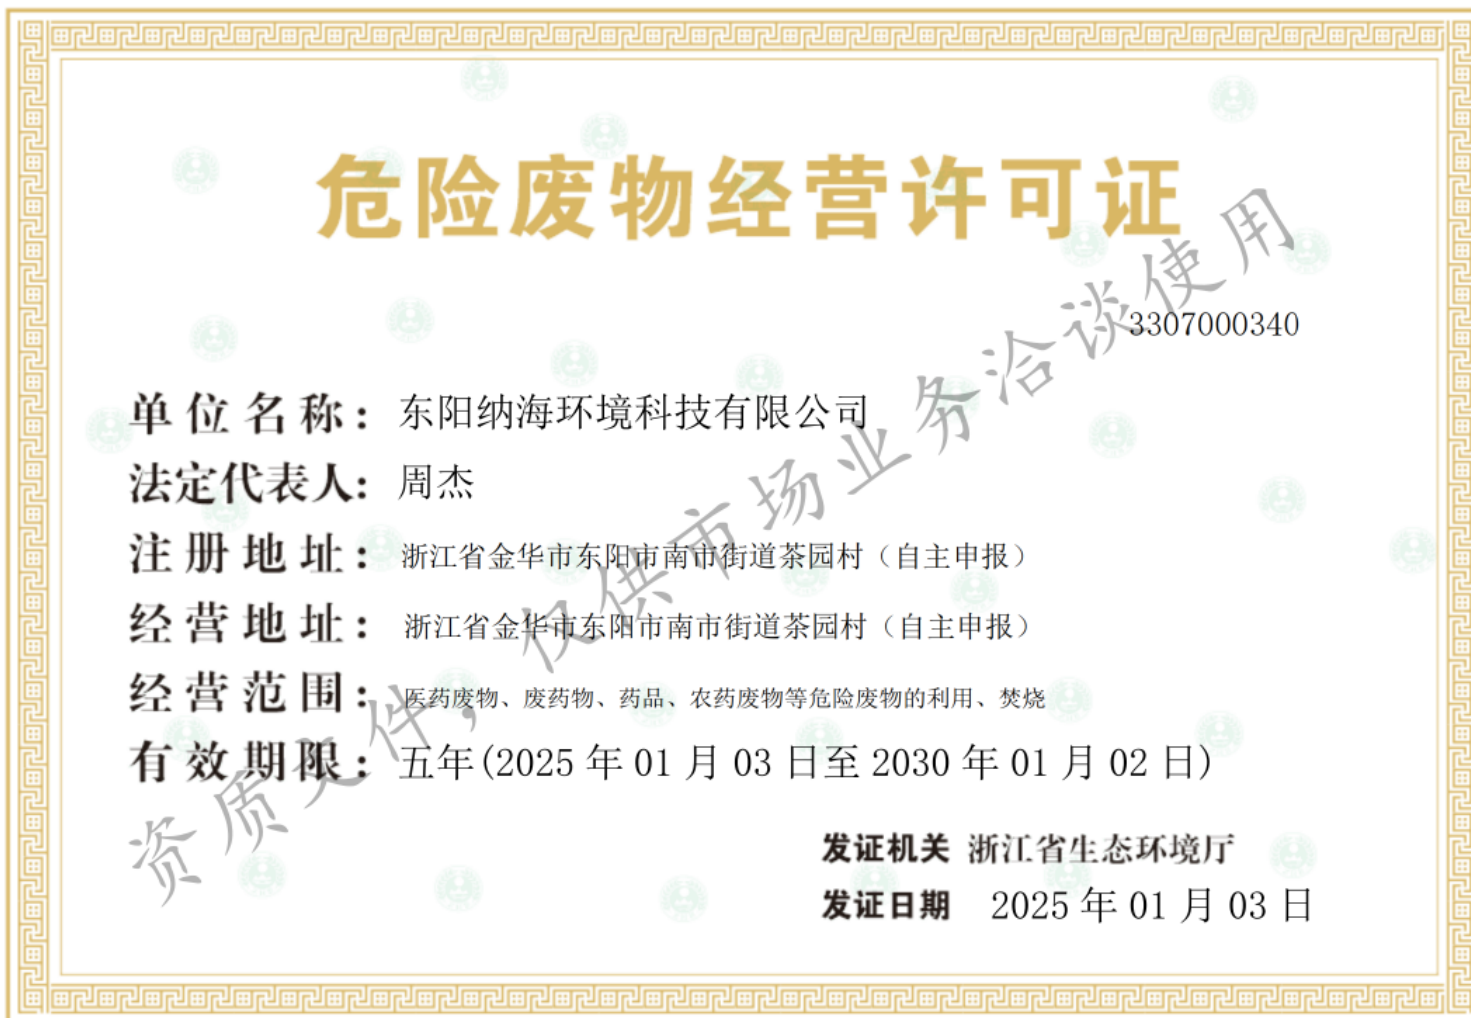 危险废物经营许可证
3307000340
单位名称：东阳纳海环境科技有限公司
法定代表人：周杰
注册地址：浙江省金华市东阳市南市街道茶园村（自主申报）
经营地址：浙江省金华市东阳市南市街道茶园村（自主申报）
经营范围：医药废物、废药物、药品、农药废物等危险废物的利用、焚烧
有效期限：五年(2025年01月03日至2030年01月02日)
发证机关 浙江省生态环境厅
发证日期 2025年01月03日
资质文件，仅供市场业务洽谈使用